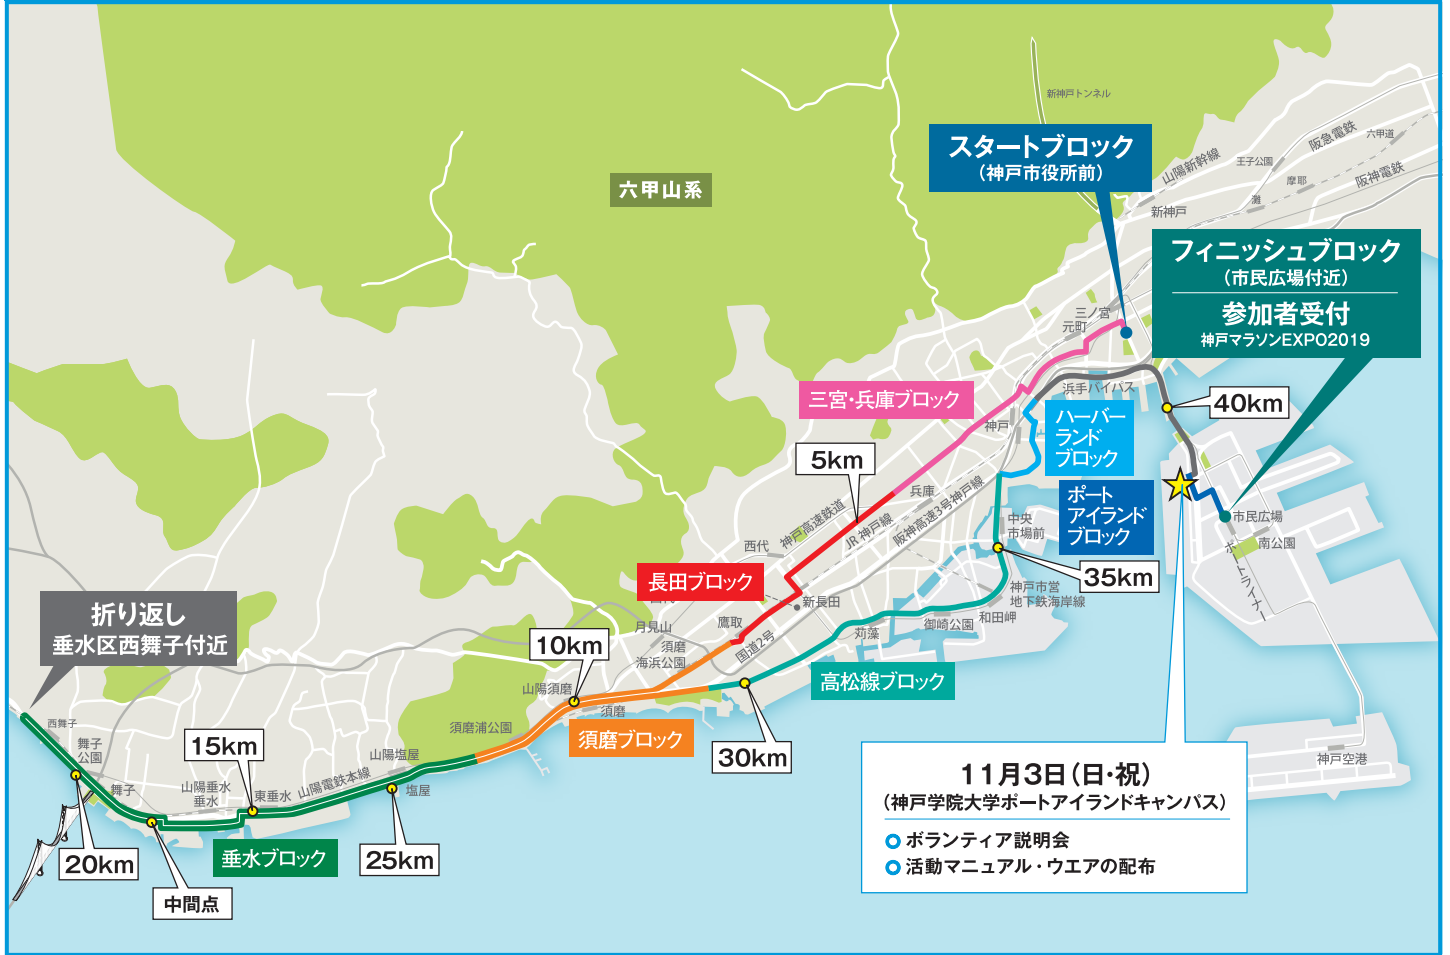 新神戸トンネル
スタートブロック
(神戸市役所前)
六甲山系
山陽新幹線
阪急電鉄
六甲道
王子公園
摩耶
阪神電鉄
灘
新神戸
フィニッシュブロック
(市民広場付近)
参加者受付
神戸マラソンEXPO2019
三ノ宮
元町
浜手バイパス
三宮・兵庫ブロック
神戸
ハーバー
ランド
ブロック
40km
5km
兵庫
神戸高速鉄道
JR神戸線
阪神高速3号神戸線
ポート
アイランド
ブロック
中央
市場前
市民広場
南公園
ポートライナー
西代
長田ブロック
新長田
35km
神戸市営
地下鉄海岸線
和田岬
御崎公園
苅藻
鷹取
国道2号
月見山
須磨
海浜公園
折り返し
垂水区西舞子付近
10km
山陽須磨
須磨
須磨浦公園
須磨ブロック
高松線ブロック
30km
西舞子
舞子
公園
舞子
15km
山陽垂水
垂水
東垂水
山陽電鉄本線
山陽塩屋
塩屋
20km
中間点
垂水ブロック
25km
神戸空港
11月3日(日・祝)
(神戸学院大学ポートアイランドキャンパス)
ボランティア説明会
活動マニュアル・ウエアの配布